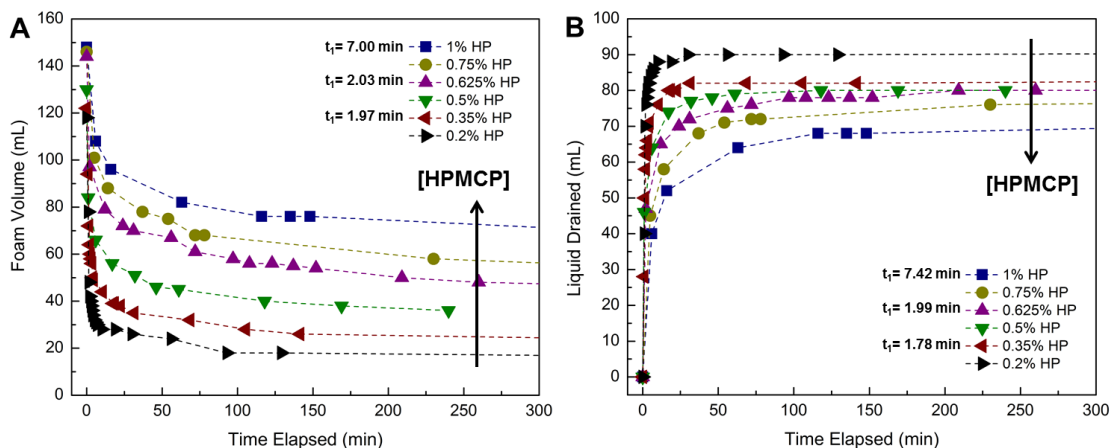 A
160
140
120
100
80
60
40
20
0
Foam Volume (mL)
0
50
100
150
200
250
300
Time Elapsed (min)
t1= 7.00 min
t1= 2.03 min
t1= 1.97 min
1% HP
0.75% HP
0.625% HP
0.5% HP
0.35% HP
0.2% HP
[HPMCP]
B
100
90
80
70
60
50
40
30
20
10
0
Liquid Drained (mL)
0
50
100
150
200
250
300
Time Elapsed (min)
[HPMCP]
t1= 7.42 min
t1= 1.99 min
t1= 1.78 min
1% HP
0.75% HP
0.625% HP
0.5% HP
0.35% HP
0.2% HP